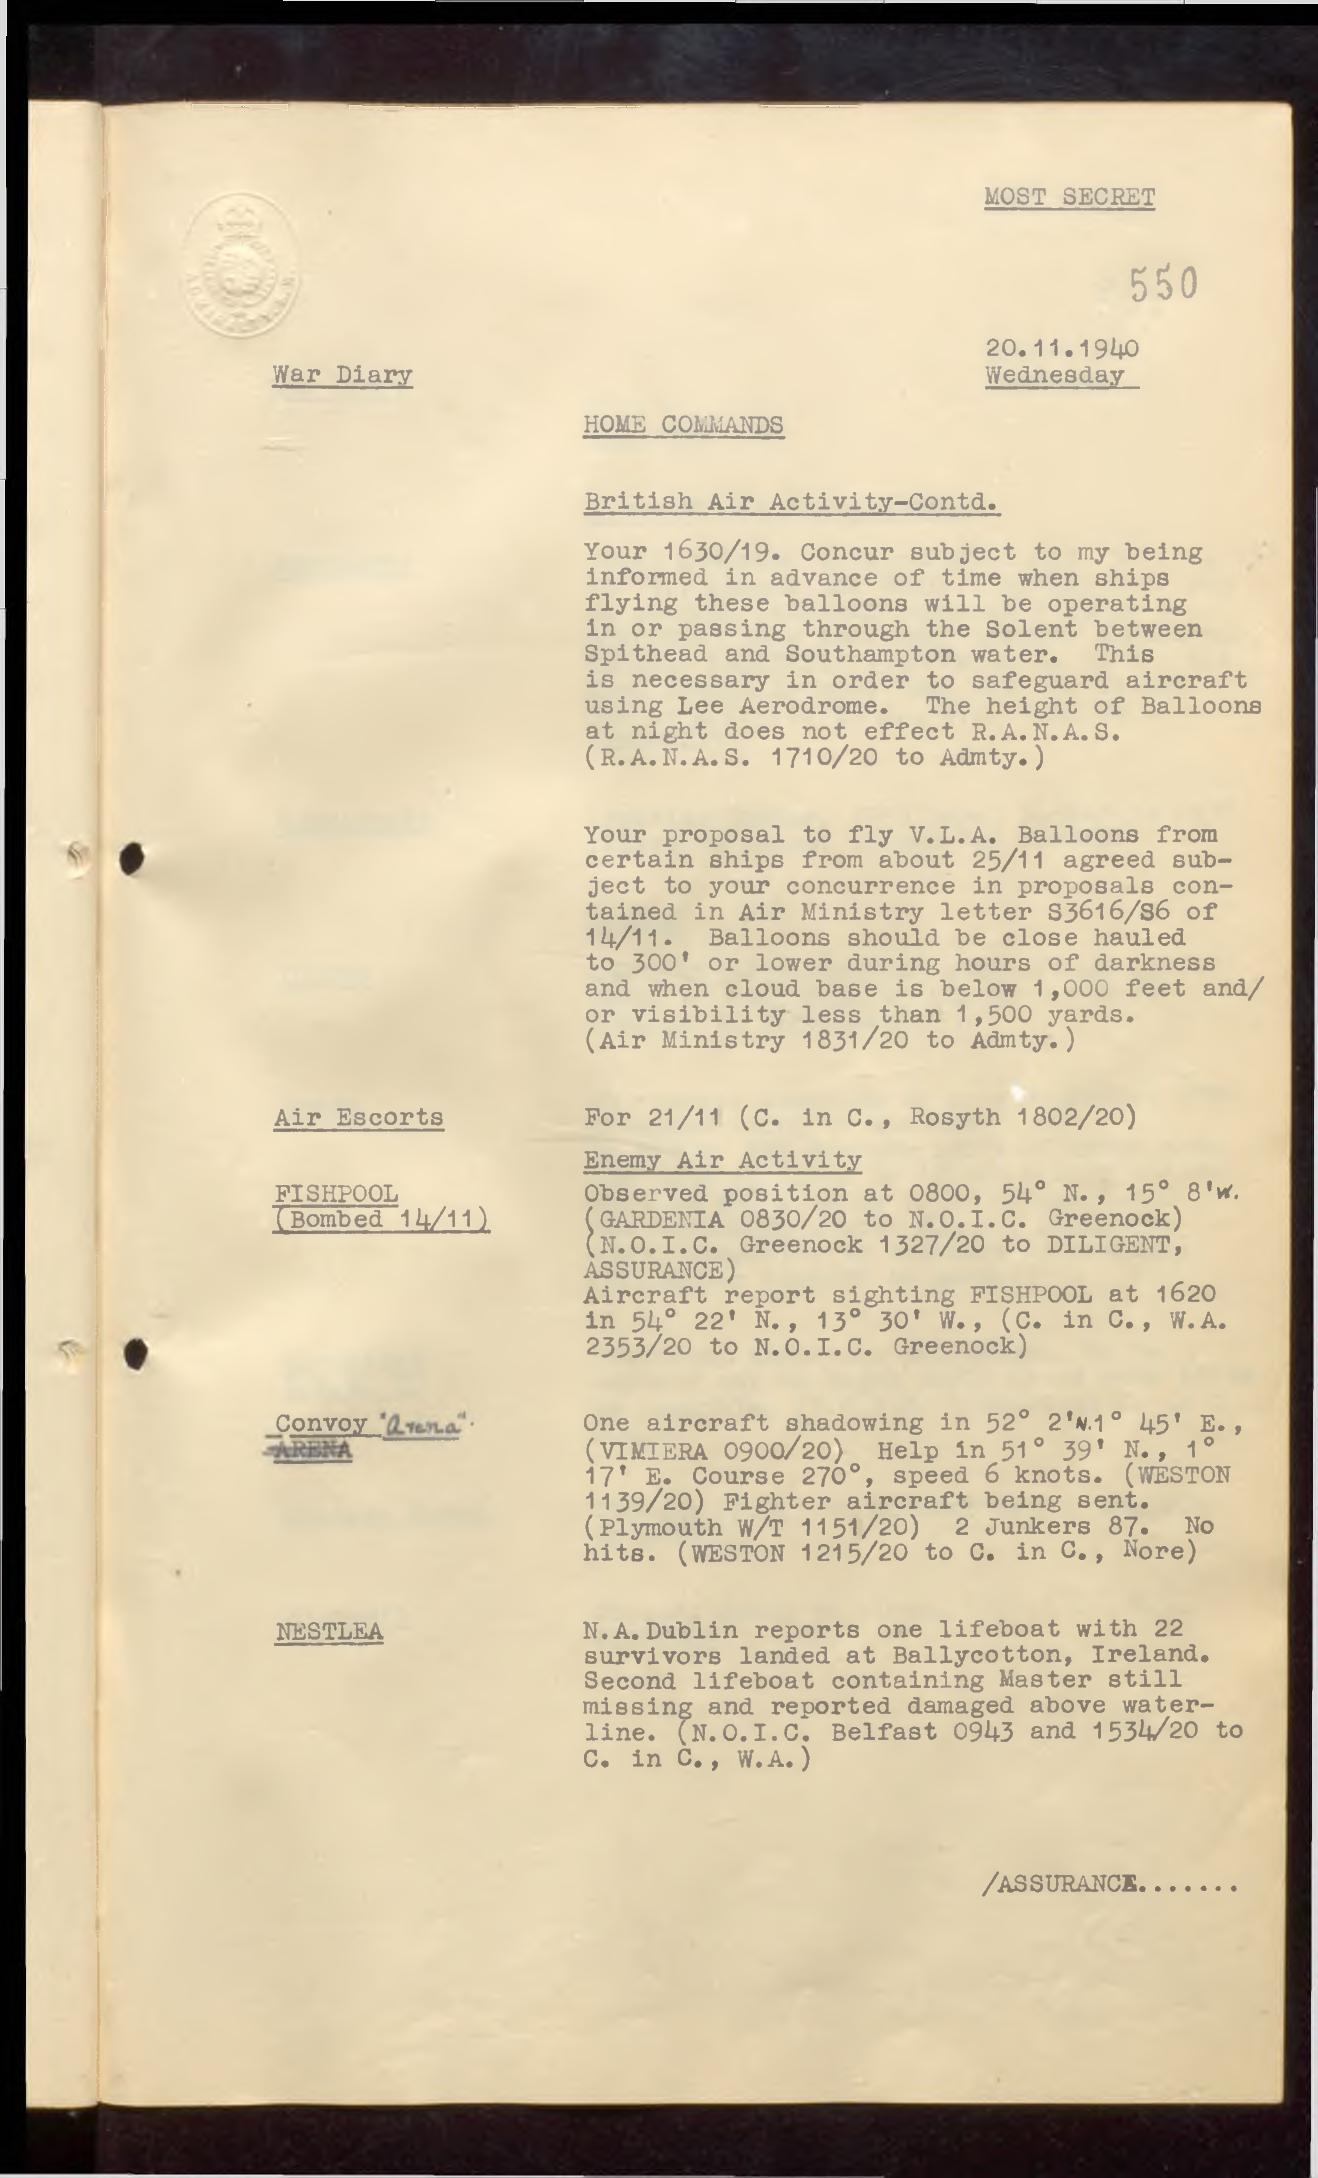 MOST SECRET
550
20.11.1940
War Diary
Wednesday
HOME COMMANDS
British Air Activity-Contd.
Your 1630/19. Concur subject to my being
informed in advance of time when ships
flying these balloons will be operating
in or passing through the Solent between
Spithead and Southampton water. This
is necessary in order to safeguard aircraft
using Lee Aerodrome. The height of Balloons
at night does not effect R.A.N.A.S.
(R.A.N.A.S. 1710/20 to Admty.)
Your proposal to fly V.L.A. Balloons from
certain ships from about 25/11 agreed sub-
ject to your concurrence in proposals con-
tained in Air Ministry letter S3616/S6 of
14/11. Balloons should be close hauled
to 300' or lower during hours of darkness
and when cloud base is below 1,000 feet and/
or visibility less than 1,500 yards.
(Air Ministry 1831/20 to Admty.)
Air Escorts
For 21/11 (C. in C., Rosyth 1802/20)
Enemy Air Activity
FISHPOOL
(Bombed 14/11)
Observed position at 0800, 54° N., 15° 8'W.
(GARDENIA 0830/20 to N.O.I.C. Greenock)
(N.O.I.C. Greenock 1327/20 to DILIGENT,
ASSURANCE)
Aircraft report sighting FISHPOOL at 1620
in 54° 22' N., 13° 30' W., (C. in C., W.A.
2353/20 to N.O.I.C. Greenock)
Convoy "Arena".
ARENA
One aircraft shadowing in 52° 2'N.1° 45' E.,
(VIMIERA 0900/20) Help in 51° 39' N., 1°
17' E. Course 270°, speed 6 knots. (WESTON
1139/20) Fighter aircraft being sent.
(Plymouth W/T 1151/20) 2 Junkers 87. No
hits. (WESTON 1215/20 to C. in C., Nore)
NESTLEA
N.A.Dublin reports one lifeboat with 22
survivors landed at Ballycotton, Ireland.
Second lifeboat containing Master still
missing and reported damaged above water-
line. (N.O.I.C. Belfast 0943 and 1534/20 to
C. in C., W.A.)
/ASSURANCE.......